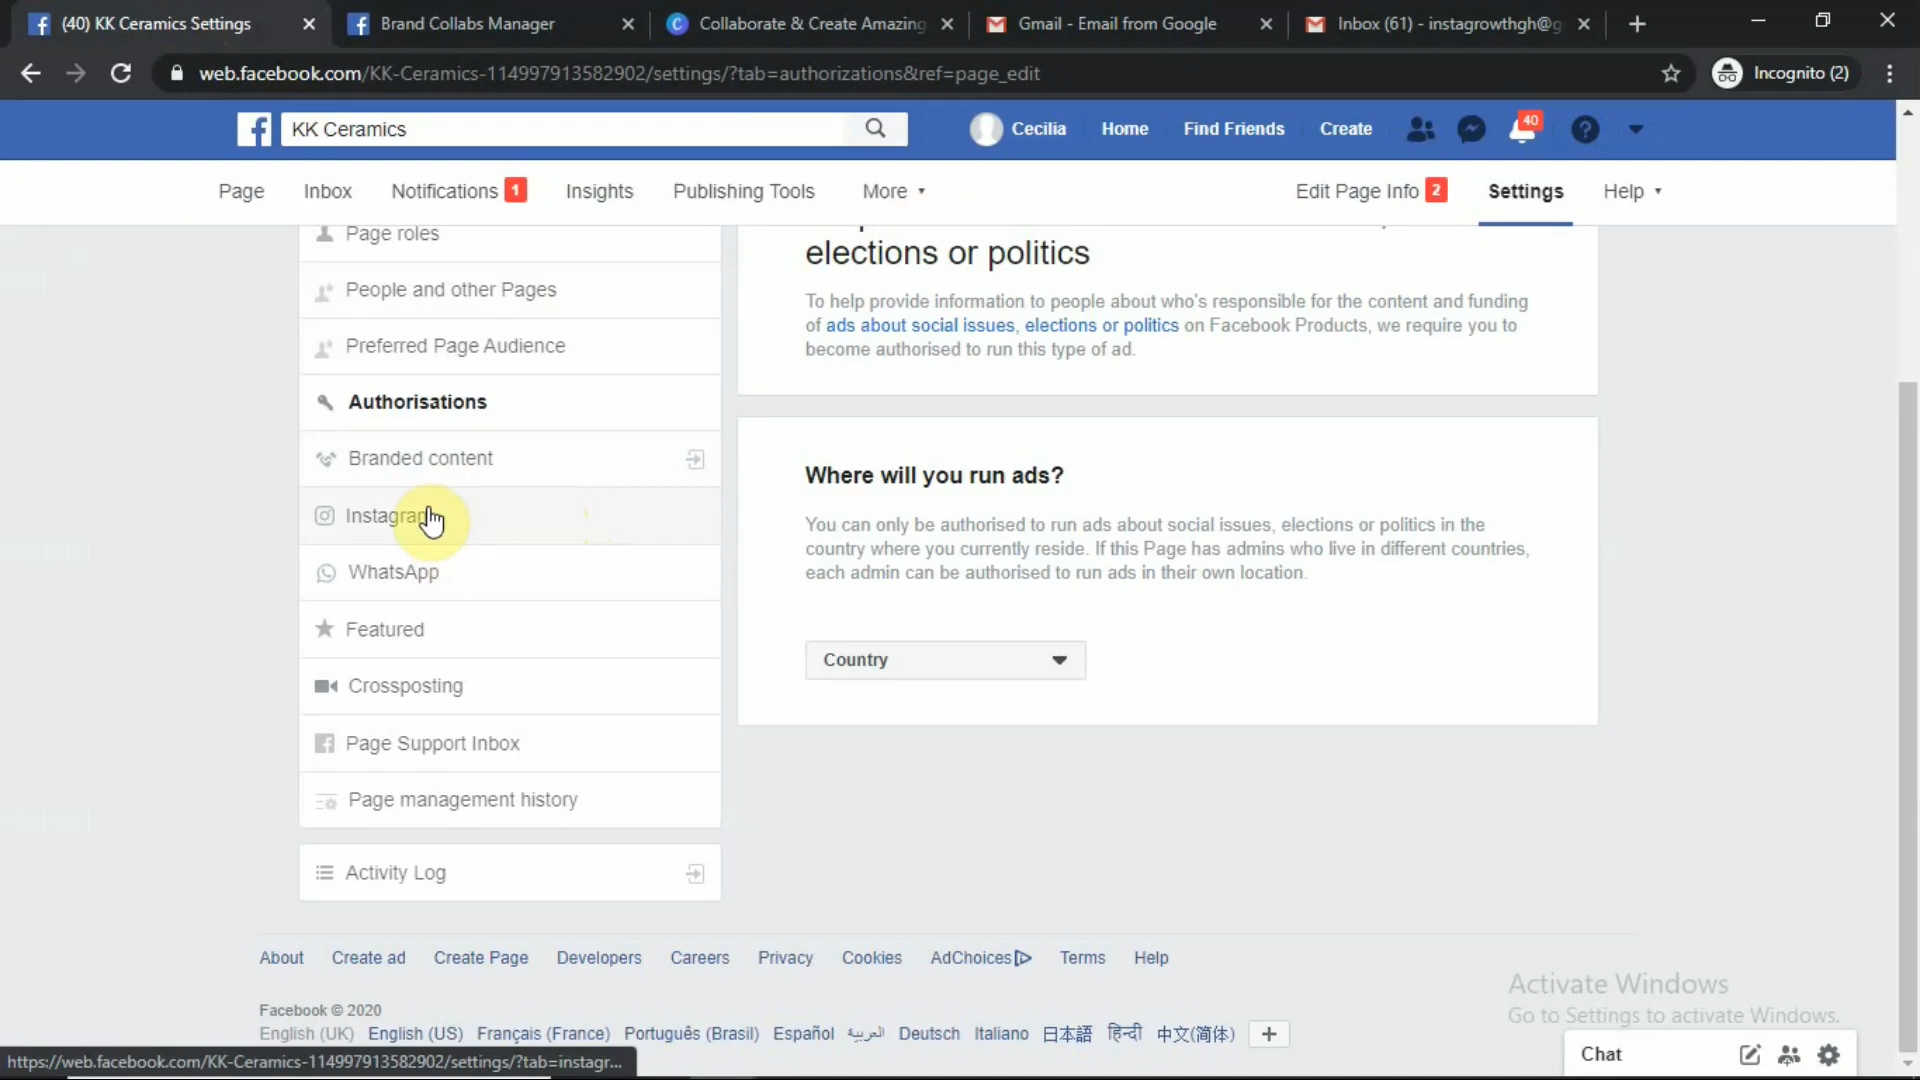 (40) KK Ceramics Settings
Brand Collabs Manager
Collaborate & Create Amazing
Gmail - Email from Google
Inbox (61) - instagrowthgh@g
web.facebook.com/KK-Ceramics-114997913582902/settings/?tab=authorizations&ref=page_edit
Incognito (2)
KK Ceramics
Cecilia
Home
Find Friends
Create
40
Page
Inbox
Notifications 1
Insights
Publishing Tools
More
Edit Page Info 2
Settings
Help
Page roles
People and other Pages
Preferred Page Audience
Authorisations
Branded content
Instagram
WhatsApp
Featured
Crossposting
Page Support Inbox
Page management history
Activity Log
elections or politics
To help provide information to people about who's responsible for the content and funding
of ads about social issues, elections or politics on Facebook Products, we require you to
become authorised to run this type of ad.
Where will you run ads?
You can only be authorised to run ads about social issues, elections or politics in the
country where you currently reside. If this Page has admins who live in different countries,
each admin can be authorised to run ads in their own location.
Country
About Create ad Create Page Developers Careers Privacy Cookies AdChoices Terms Help
Facebook © 2020
English (UK) English (US) Français (France) Português (Brasil) Español العربية Deutsch Italiano 日本語 हिन्दी 中文(简体)
Activate Windows
Go to Settings to activate Windows.
Chat
https://web.facebook.com/KK-Ceramics-114997913582902/settings/?tab=instagr...